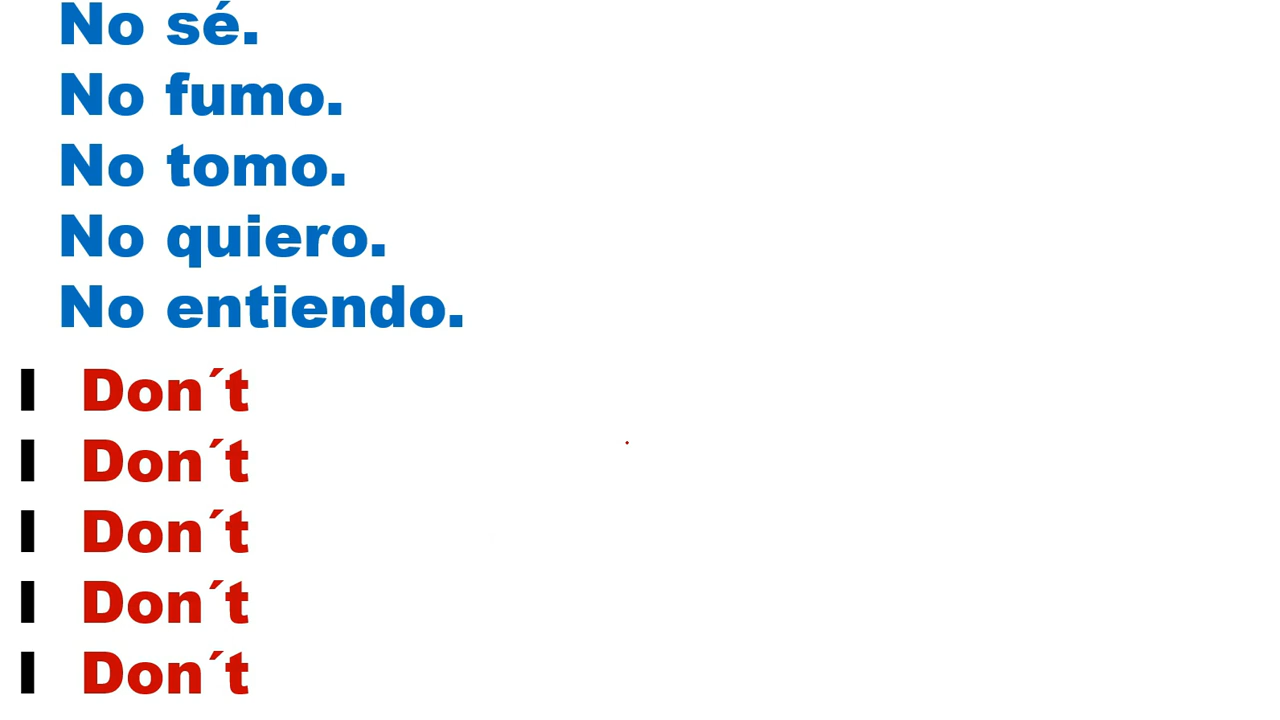 No sé.
No fumo.
No tomo.
No quiero.
No entiendo.
I Don´t
I Don´t
I Don´t
I Don´t
I Don´t